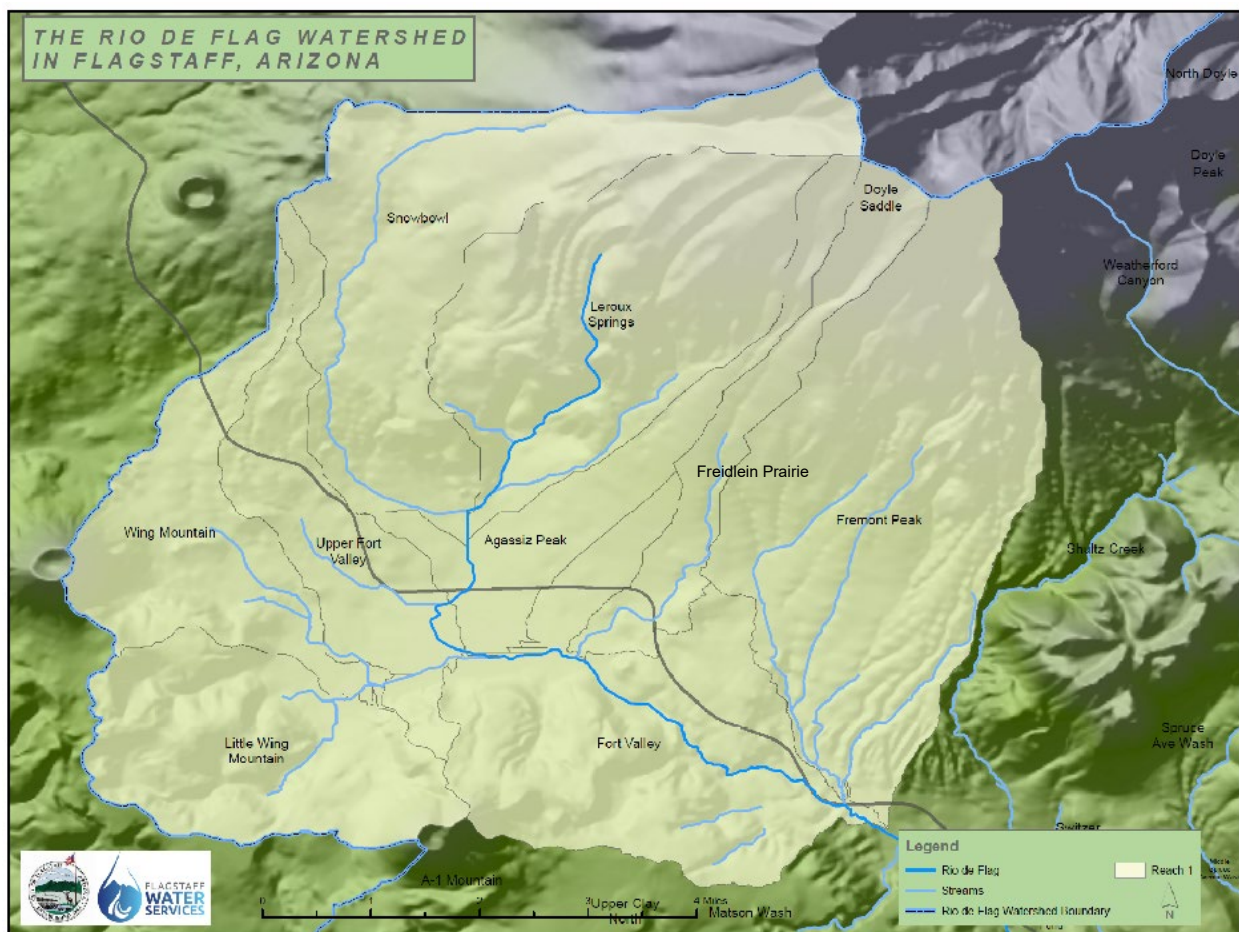 THE RIO DE FLAG WATERSHED
IN FLAGSTAFF, ARIZONA
North Doyle
Doyle
Peak
Doyle
Saddle
Snowbowl
Weatherford
Canyon
Leroux
Springs
Freidlein Prairie
Fremont Peak
Wing Mountain
Upper Fort
Valley
Agassiz Peak
Shultz Creek
Little Wing
Mountain
Fort Valley
Spruce
Ave Wash
Switzer
Legend
Rio de Flag
Streams
Rio de Flag Watershed Boundary
Reach 1
N
FLAGSTAFF
WATER
SERVICES
A-1 Mountain
0 1 2 3 4 Miles
Upper Clay
North
Matson Wash